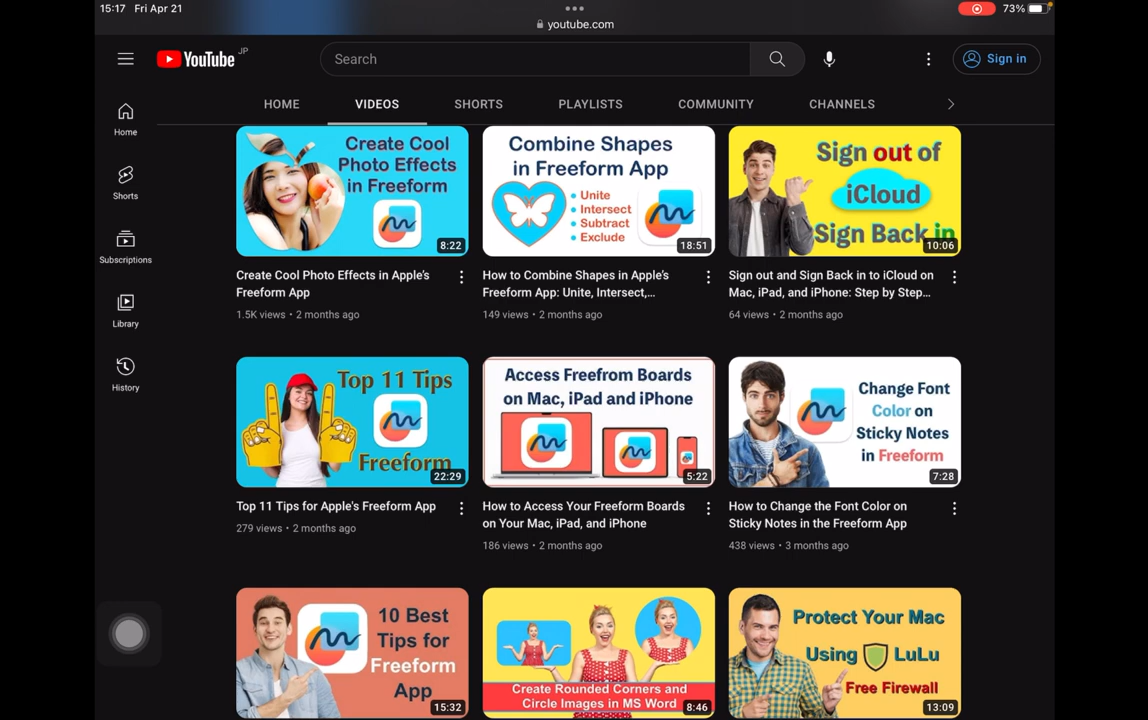 15:17 Fri Apr 21
73%
youtube.com
YouTube JP
Search
Sign in
HOME VIDEOS SHORTS PLAYLISTS COMMUNITY CHANNELS
Home
Shorts
Subscriptions
Library
History
Create Cool
Photo Effects
in Freeform
8:22
Create Cool Photo Effects in Apple's
Freeform App
1.5K views • 2 months ago
Combine Shapes
in Freeform App
• Unite
• Intersect
• Subtract
• Exclude
18:51
How to Combine Shapes in Apple's
Freeform App: Unite, Intersect,...
149 views • 2 months ago
Sign out of
iCloud
Sign Back in
10:06
Sign out and Sign Back in to iCloud on
Mac, iPad, and iPhone: Step by Step...
64 views • 2 months ago
Top 11 Tips
Freeform
22:29
Top 11 Tips for Apple's Freeform App
279 views • 2 months ago
Access Freefrom Boards
on Mac, iPad and iPhone
5:22
How to Access Your Freeform Boards
on Your Mac, iPad, and iPhone
186 views • 2 months ago
Change Font
Color on
Sticky Notes
in Freeform
7:28
How to Change the Font Color on
Sticky Notes in the Freeform App
438 views • 3 months ago
10 Best
Tips for
Freeform
App
15:32
Create Rounded Corners and
Circle Images in MS Word
8:46
Protect Your Mac
Using LuLu
Free Firewall
13:09